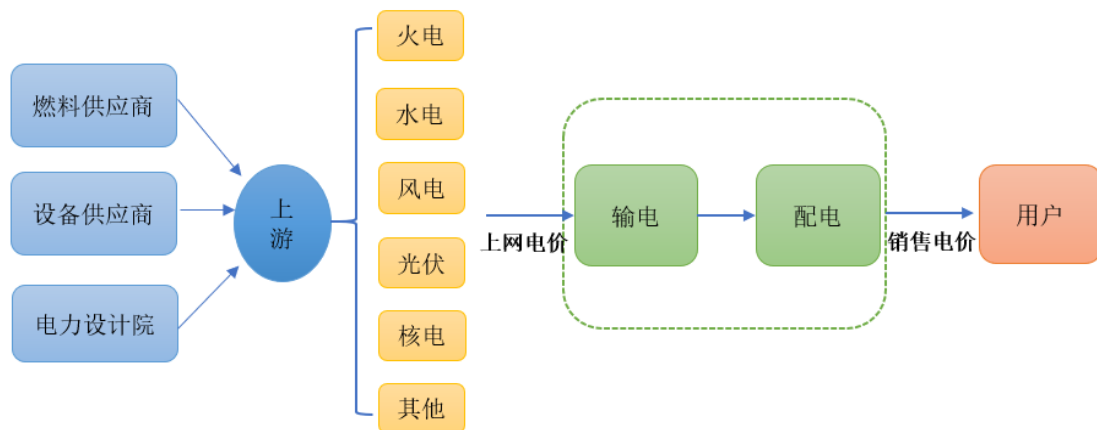 燃料供应商
设备供应商
电力设计院
上
游
火电
水电
风电
光伏
核电
其他
上网电价
输电
配电
销售电价
用户